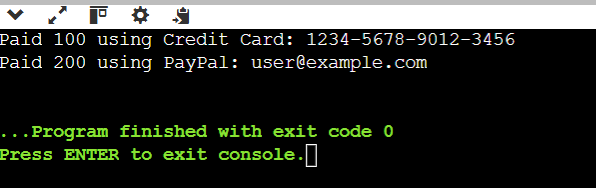 Paid 100 using Credit Card: 1234-5678-9012-3456
Paid 200 using PayPal: user@example.com
...Program finished with exit code 0
Press ENTER to exit console.